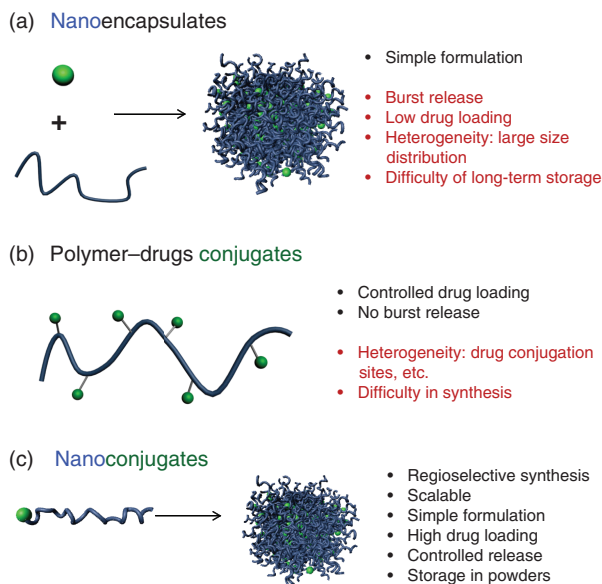 (a) Nanoencapsulates
• Simple formulation
+
• Burst release
• Low drug loading
• Heterogeneity: large size
distribution
• Difficulty of long-term storage
(b) Polymer–drugs conjugates
• Controlled drug loading
• No burst release
• Heterogeneity: drug conjugation
sites, etc.
• Difficulty in synthesis
(c) Nanoconjugates
• Regioselective synthesis
• Scalable
• Simple formulation
• High drug loading
• Controlled release
• Storage in powders